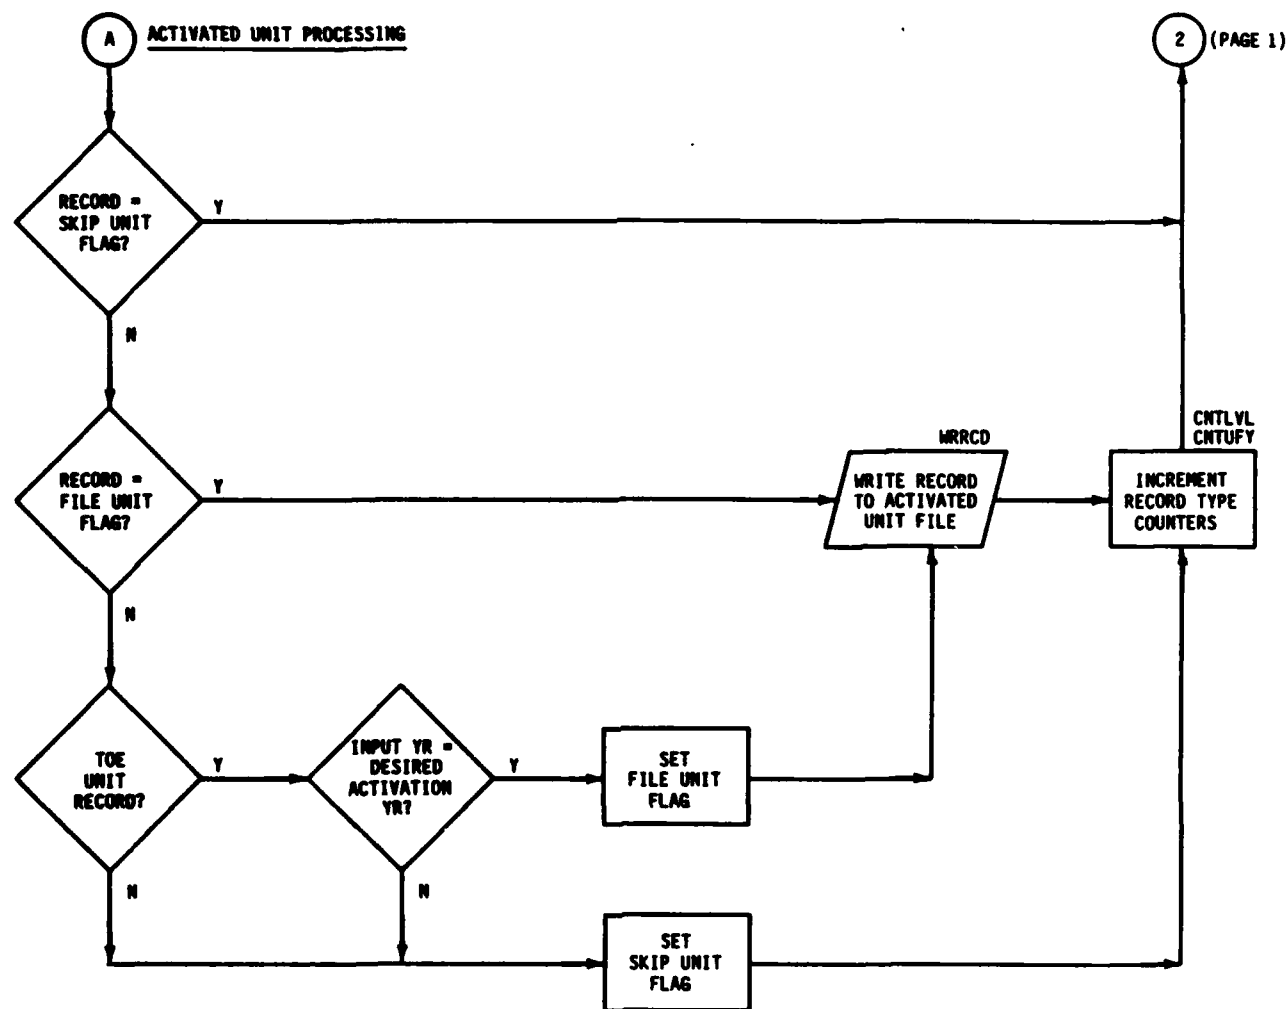 A
ACTIVATED UNIT PROCESSING
2
(PAGE 1)
RECORD =
SKIP UNIT
FLAG?
Y
N
RECORD =
FILE UNIT
FLAG?
Y
WRRCD
WRITE RECORD
TO ACTIVATED
UNIT FILE
CNTLVL
CNTUFY
INCREMENT
RECORD TYPE
COUNTERS
N
TOE
UNIT
RECORD?
Y
INPUT YR =
DESIRED
ACTIVATION
YR?
Y
SET
FILE UNIT
FLAG
N
N
SET
SKIP UNIT
FLAG